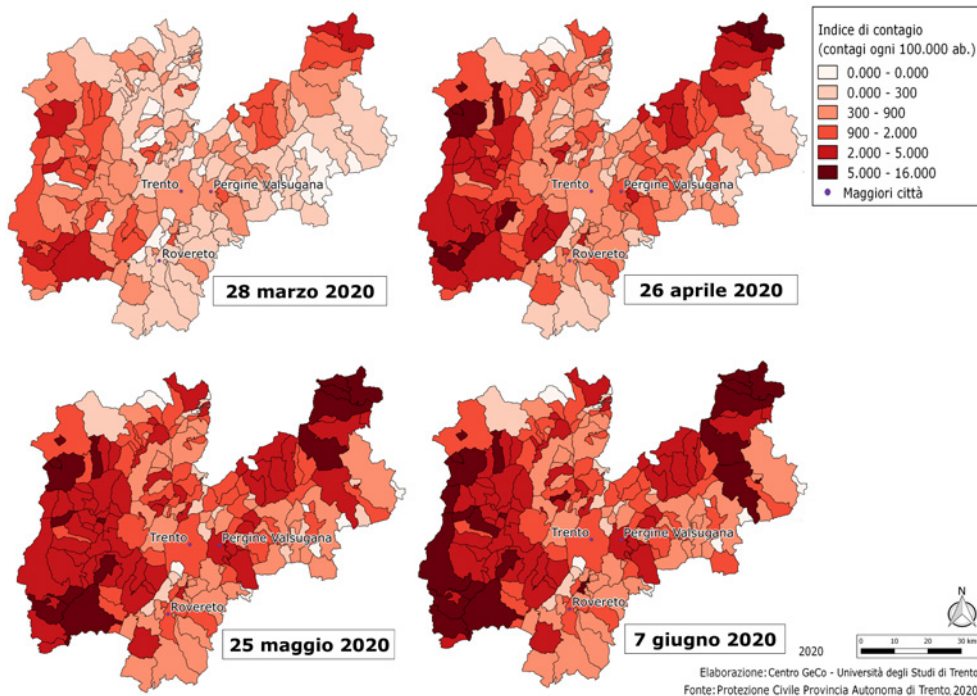 Indice di contagio
(contagi ogni 100.000 ab.)
0.000 - 0.000
0.000 - 300
300 - 900
900 - 2.000
2.000 - 5.000
5.000 - 16.000
Maggiori città
Trento
Pergine Valsugana
Rovereto
28 marzo 2020
Trento
Pergine Valsugana
Rovereto
26 aprile 2020
Trento
Pergine Valsugana
Rovereto
25 maggio 2020
Trento
Pergine Valsugana
Rovereto
7 giugno 2020
N
2020
0 10 20 30 km
Elaborazione: Centro GeCo - Università degli Studi di Trento
Fonte: Protezione Civile Provincia Autonoma di Trento, 2020